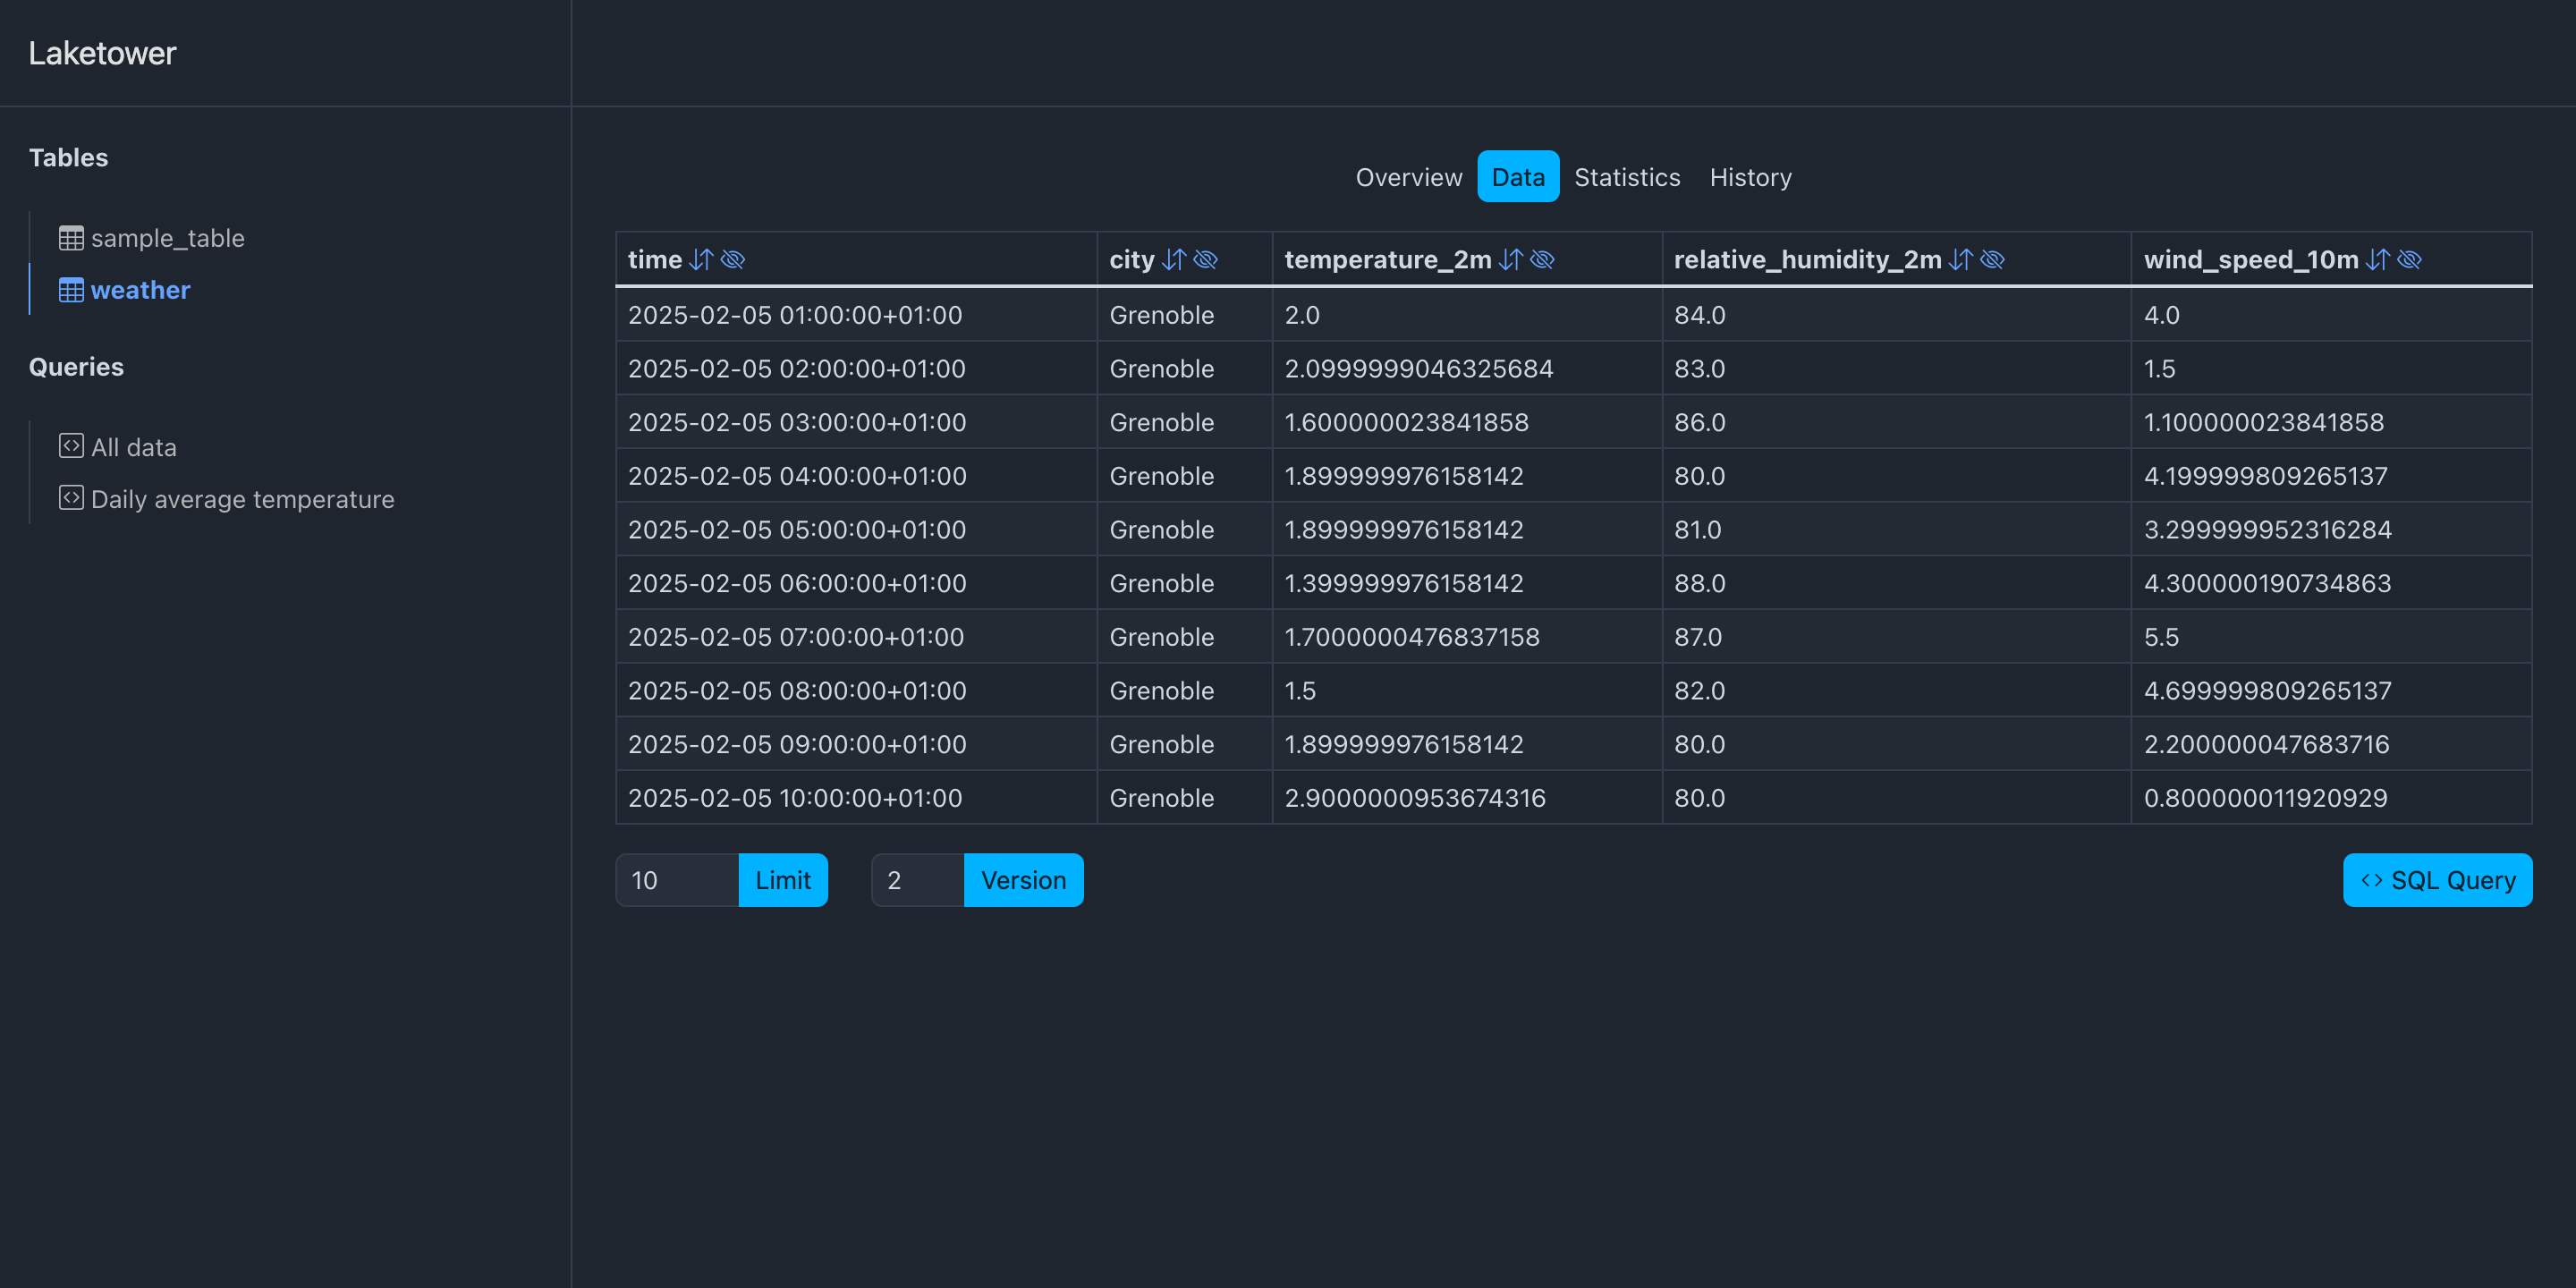 Laketower
Tables
sample_table
weather
Queries
All data
Daily average temperature
Overview Data Statistics History
time city temperature_2m relative_humidity_2m wind_speed_10m
2025-02-05 01:00:00+01:00 Grenoble 2.0 84.0 4.0
2025-02-05 02:00:00+01:00 Grenoble 2.0999999046325684 83.0 1.5
2025-02-05 03:00:00+01:00 Grenoble 1.600000023841858 86.0 1.100000023841858
2025-02-05 04:00:00+01:00 Grenoble 1.899999976158142 80.0 4.199999809265137
2025-02-05 05:00:00+01:00 Grenoble 1.899999976158142 81.0 3.299999952316284
2025-02-05 06:00:00+01:00 Grenoble 1.399999976158142 88.0 4.300000190734863
2025-02-05 07:00:00+01:00 Grenoble 1.7000000476837158 87.0 5.5
2025-02-05 08:00:00+01:00 Grenoble 1.5 82.0 4.699999809265137
2025-02-05 09:00:00+01:00 Grenoble 1.899999976158142 80.0 2.200000047683716
2025-02-05 10:00:00+01:00 Grenoble 2.9000000953674316 80.0 0.800000011920929
10 Limit 2 Version <> SQL Query